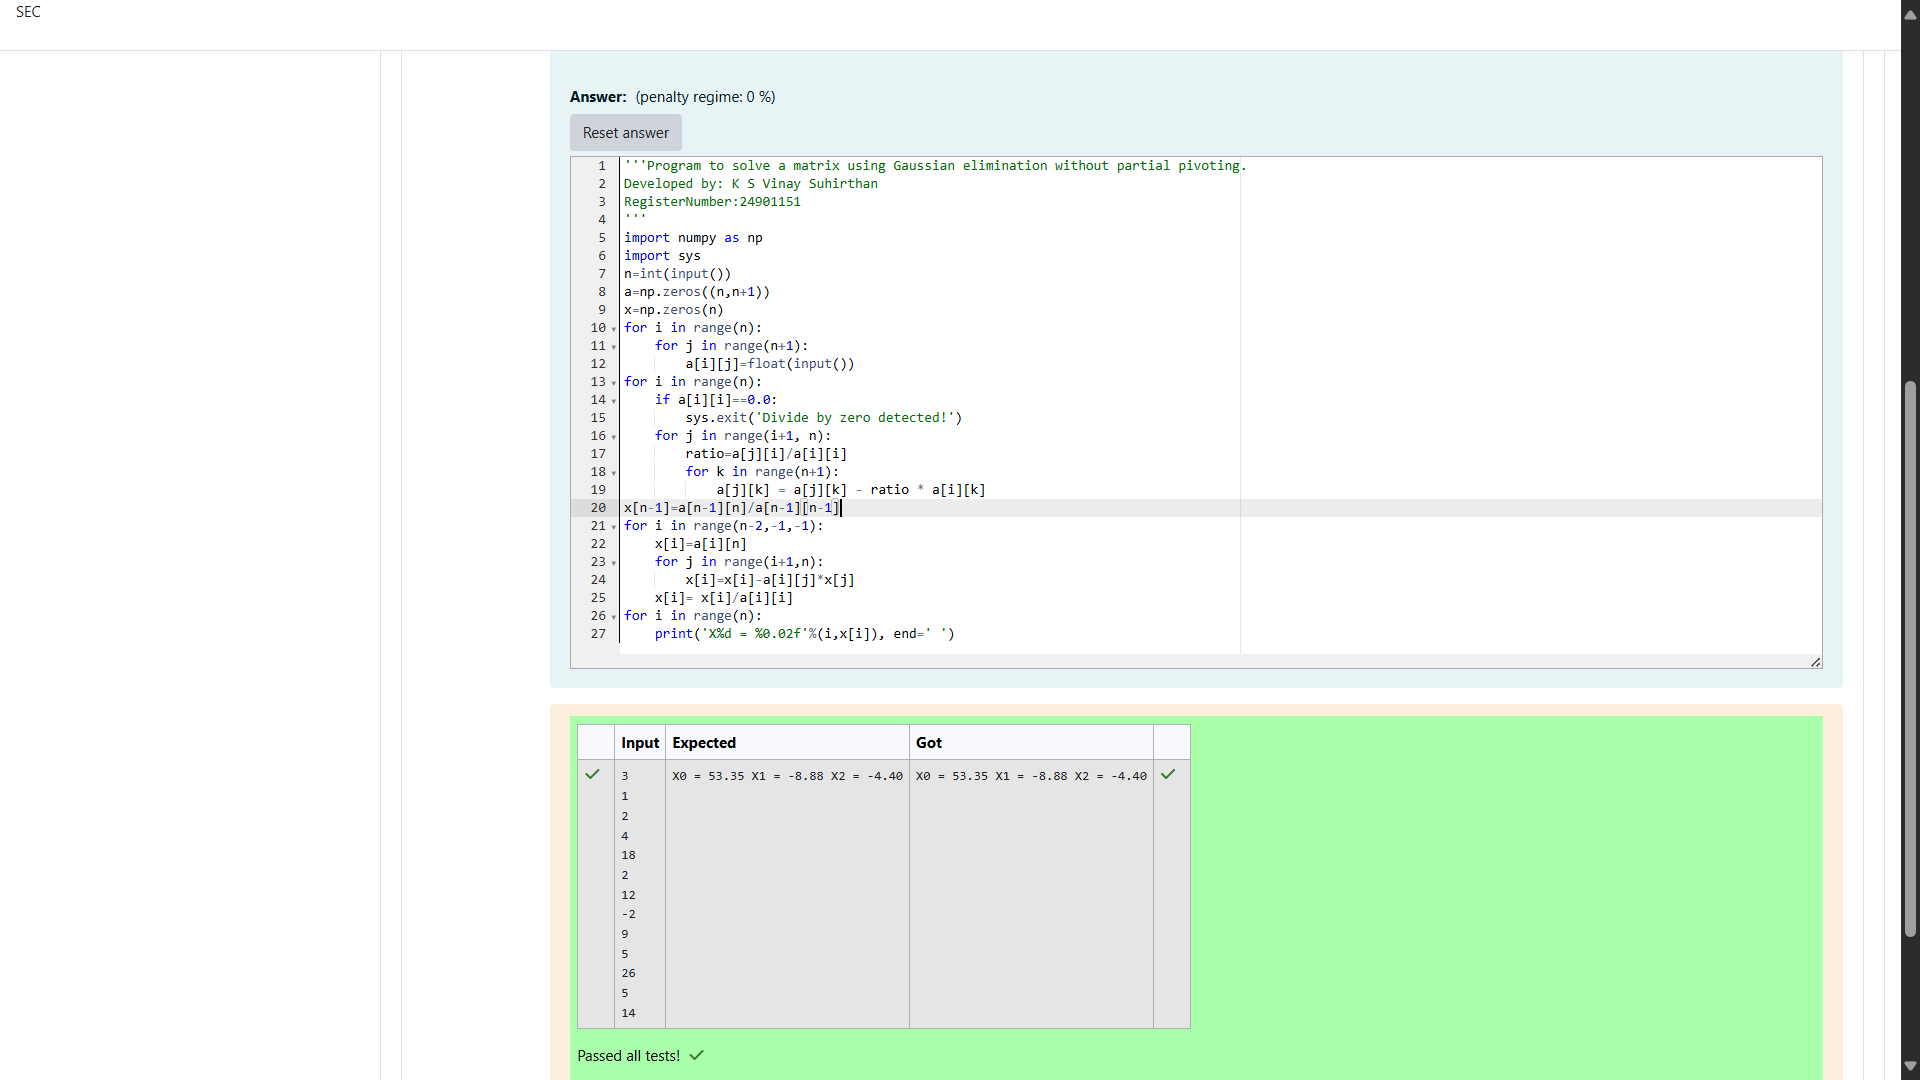 SEC
Answer: (penalty regime: 0 %)
Reset answer
1 '''Program to solve a matrix using Gaussian elimination without partial pivoting.
2 Developed by: K S Vinay Suhirthan
3 RegisterNumber:24901151
4 '''
5 import numpy as np
6 import sys
7 n=int(input())
8 a=np.zeros((n,n+1))
9 x=np.zeros(n)
10 for i in range(n):
11     for j in range(n+1):
12         a[i][j]=float(input())
13 for i in range(n):
14     if a[i][i]==0.0:
15         sys.exit('Divide by zero detected!')
16     for j in range(i+1, n):
17         ratio=a[j][i]/a[i][i]
18         for k in range(n+1):
19             a[j][k] = a[j][k] - ratio * a[i][k]
20 x[n-1]=a[n-1][n]/a[n-1][n-1]
21 for i in range(n-2,-1,-1):
22     x[i]=a[i][n]
23     for j in range(i+1,n):
24         x[i]=x[i]-a[i][j]*x[j]
25     x[i]= x[i]/a[i][i]
26 for i in range(n):
27     print('X%d = %0.02f'%(i,x[i]), end=' ')
Input Expected Got
3 X0 = 53.35 X1 = -8.88 X2 = -4.40 X0 = 53.35 X1 = -8.88 X2 = -4.40
1
2
4
18
2
12
-2
9
5
26
5
14
Passed all tests!